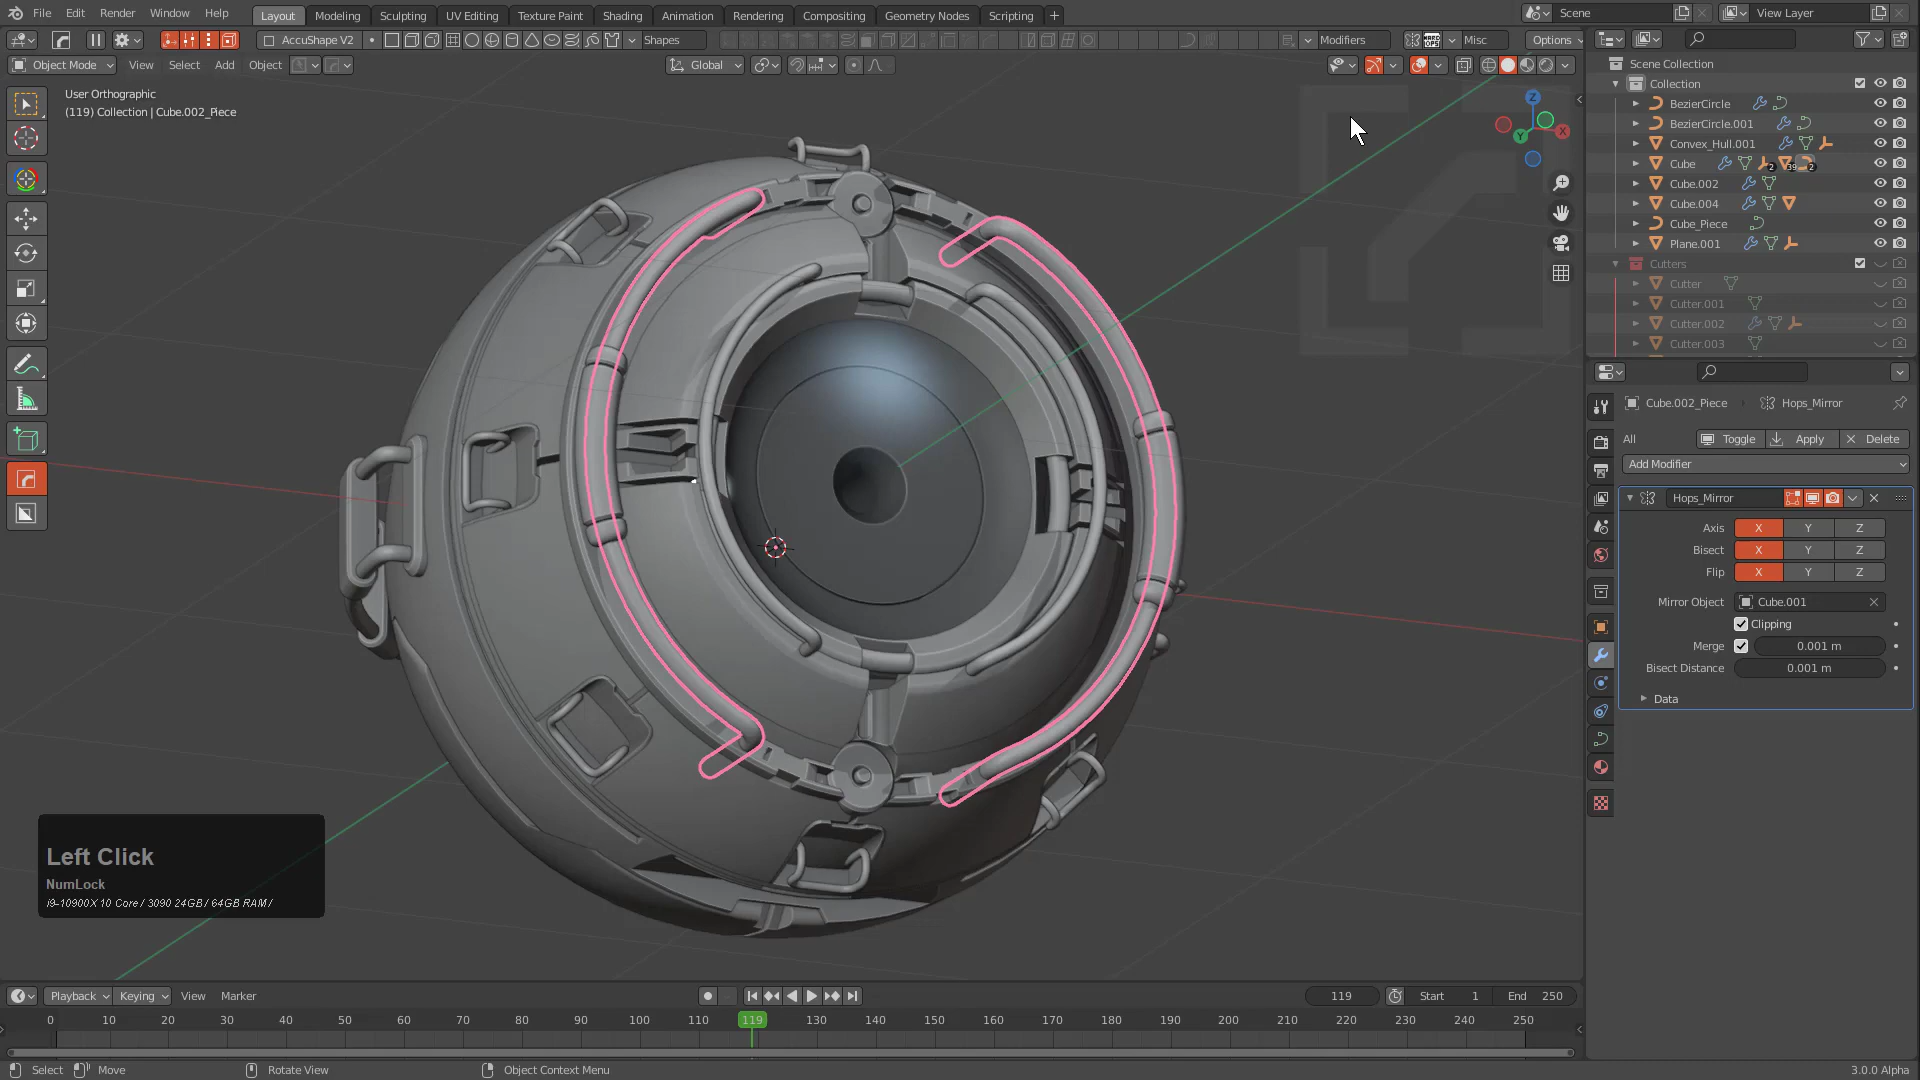 File Edit Render Window Help Layout Modeling Sculpting UV Editing Texture Paint Shading Animation Rendering Compositing Geometry Nodes Scripting + Scene View Layer
AccuShape V2 Shapes Modifiers Misc Options
Object Mode View Select Add Object Global
User Orthographic
(119) Collection | Cube.002_Piece
Z
X
Y
Scene Collection
Collection
BezierCircle
BezierCircle.001
Convex_Hull.001
Cube 2 39 2
Cube.002
Cube.004
Cube_Piece
Plane.001
Cutters
Cutter
Cutter.001
Cutter.002
Cutter.003
Cube.002_Piece Hops_Mirror
All Toggle Apply Delete
Add Modifier
Hops_Mirror
Axis X Y Z
Bisect X Y Z
Flip X Y Z
Mirror Object Cube.001
Clipping
Merge 0.001 m
Bisect Distance 0.001 m
Data
Left Click
NumLock
i9-10900X 10 Core / 3090 24GB / 64GB RAM /
Playback Keying View Marker 119 Start 1 End 250
0 10 20 30 40 50 60 70 80 90 100 110 119 130 140 150 160 170 180 190 200 210 220 230 240 250
Select Move Rotate View Object Context Menu 3.0.0 Alpha